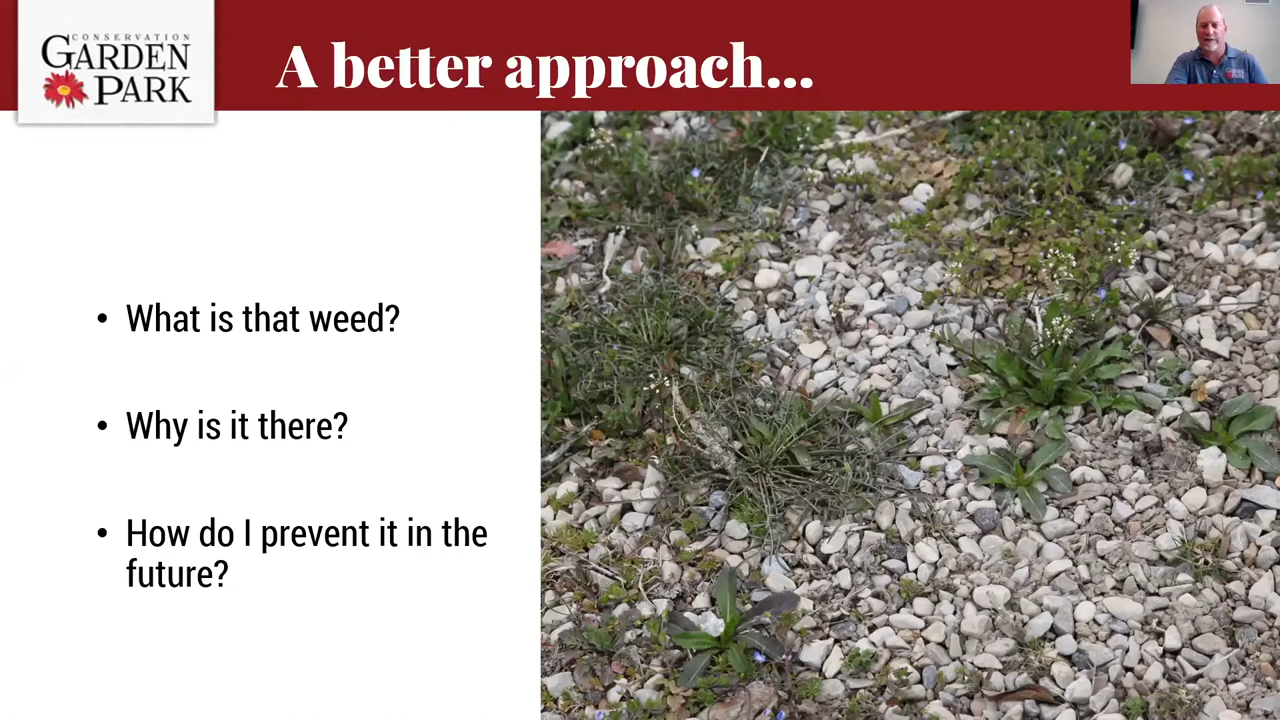 CONSERVATION
GARDEN
PARK
A better approach...
• What is that weed?
• Why is it there?
• How do I prevent it in the
future?